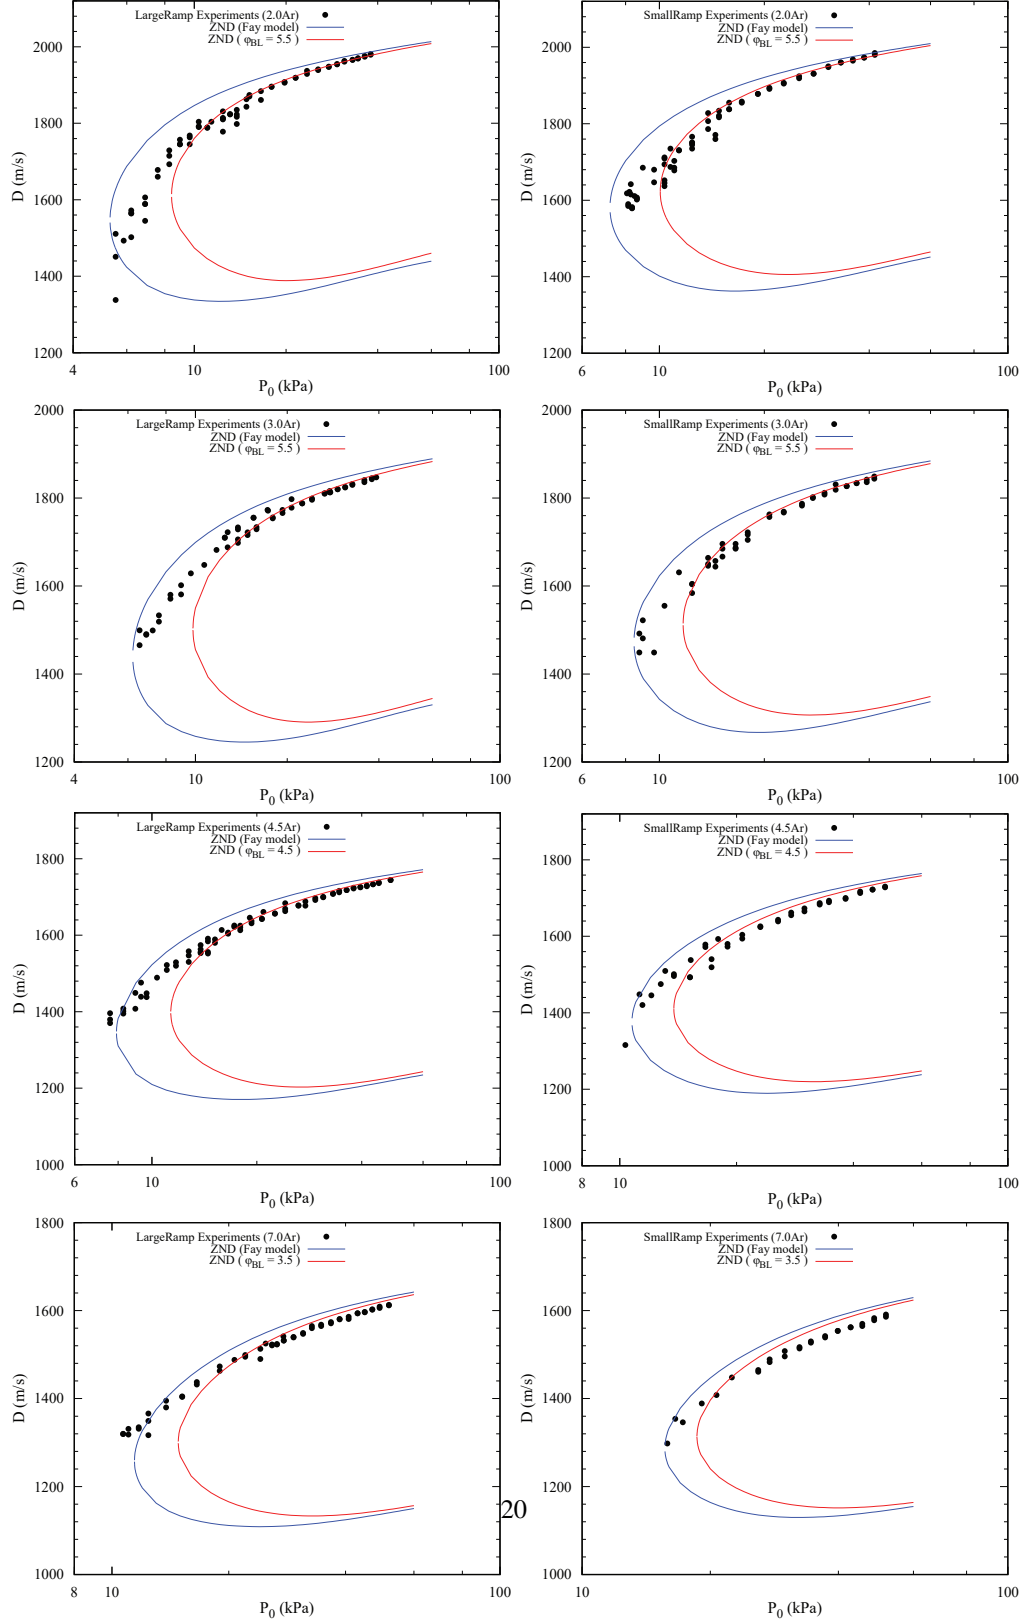 LargeRamp Experiments (2.0Ar)
ZND (Fay model)
ZND ( φBL = 5.5 )
D (m/s)
2000
1800
1600
1400
1200
4
10
100
P0 (kPa)
SmallRamp Experiments (2.0Ar)
ZND (Fay model)
ZND ( φBL = 5.5 )
D (m/s)
2000
1800
1600
1400
1200
6
10
100
P0 (kPa)
LargeRamp Experiments (3.0Ar)
ZND (Fay model)
ZND ( φBL = 5.5 )
D (m/s)
2000
1800
1600
1400
1200
4
10
100
P0 (kPa)
SmallRamp Experiments (3.0Ar)
ZND (Fay model)
ZND ( φBL = 5.5 )
D (m/s)
2000
1800
1600
1400
1200
6
10
100
P0 (kPa)
LargeRamp Experiments (4.5Ar)
ZND (Fay model)
ZND ( φBL = 4.5 )
D (m/s)
1800
1600
1400
1200
1000
6
10
100
P0 (kPa)
SmallRamp Experiments (4.5Ar)
ZND (Fay model)
ZND ( φBL = 4.5 )
D (m/s)
1800
1600
1400
1200
1000
8
10
100
P0 (kPa)
LargeRamp Experiments (7.0Ar)
ZND (Fay model)
ZND ( φBL = 3.5 )
D (m/s)
1800
1600
1400
1200
1000
8
10
100
P0 (kPa)
SmallRamp Experiments (7.0Ar)
ZND (Fay model)
ZND ( φBL = 3.5 )
D (m/s)
1800
1600
1400
1200
1000
10
100
P0 (kPa)
20